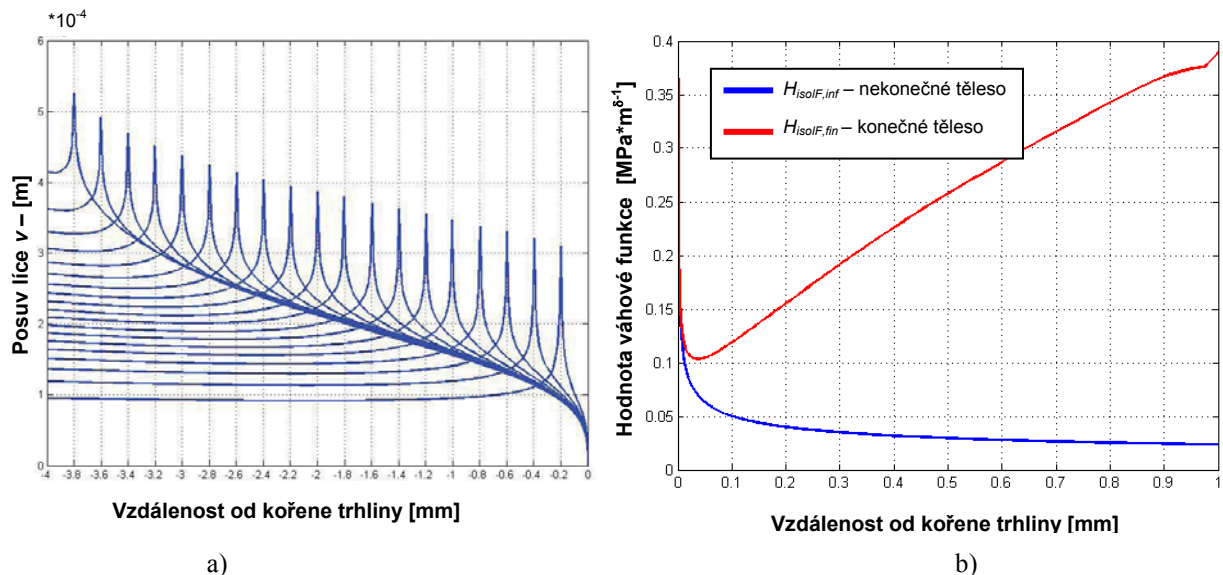 *10⁻⁴
6
5
4
3
2
1
0
-4 -3.8 -3.6 -3.4 -3.2 -3 -2.8 -2.6 -2.4 -2.2 -2 -1.8 -1.6 -1.4 -1.2 -1 -0.8 -0.6 -0.4 -0.2 0
Posuv líce v – [m]
Vzdálenost od kořene trhliny [mm]
a)
0.4
0.35
0.3
0.25
0.2
0.15
0.1
0.05
0
0 0.1 0.2 0.3 0.4 0.5 0.6 0.7 0.8 0.9 1
Hodnota váhové funkce [MPa*m^δ-1]
H_isolF,inf – nekonečné těleso
H_isolF,fin – konečné těleso
Vzdálenost od kořene trhliny [mm]
b)